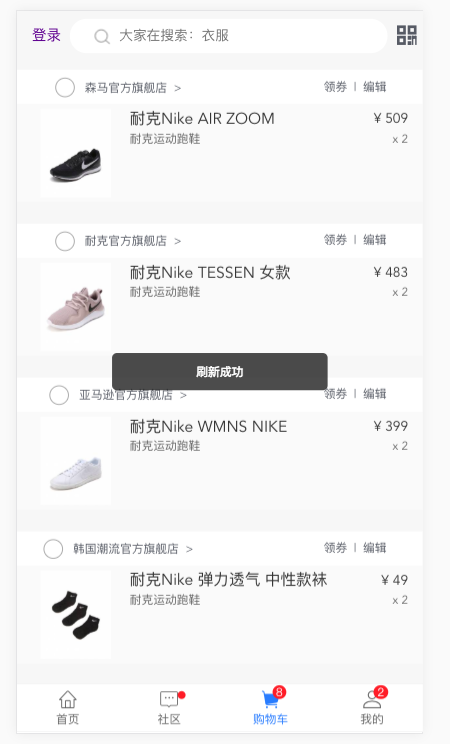 登录
大家在搜索：衣服
森马官方旗舰店 >
领券 | 编辑
耐克Nike AIR ZOOM
¥ 509
耐克运动跑鞋
x 2
耐克官方旗舰店 >
领券 | 编辑
耐克Nike TESSEN 女款
¥ 483
耐克运动跑鞋
x 2
刷新成功
亚马逊官方旗舰店 >
领券 | 编辑
耐克Nike WMNS NIKE
¥ 399
耐克运动跑鞋
x 2
韩国潮流官方旗舰店 >
领券 | 编辑
耐克Nike 弹力透气 中性款袜
¥ 49
耐克运动跑鞋
x 2
8
2
首页
社区
购物车
我的